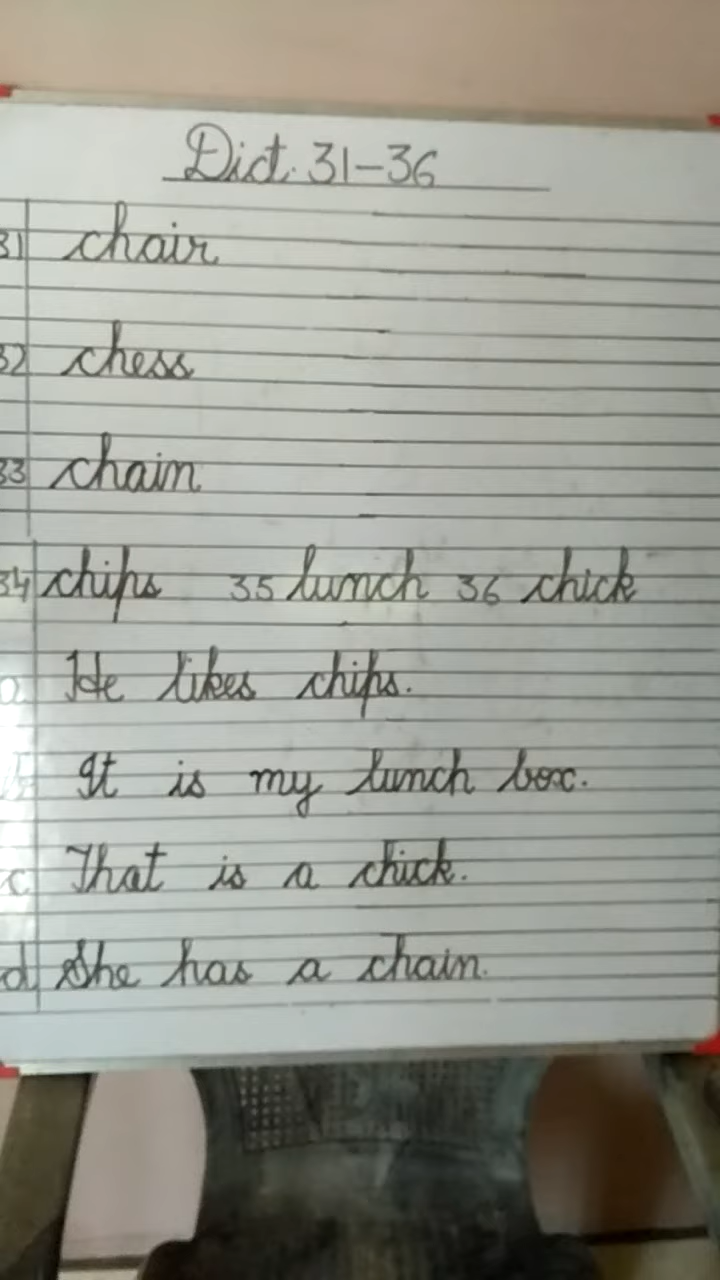 Dict. 31-36
31 chair
32 chess
33 chain
34 chips 35 lunch 36 chick
a He likes chips.
It is my lunch box.
c That is a chick.
d She has a chain.